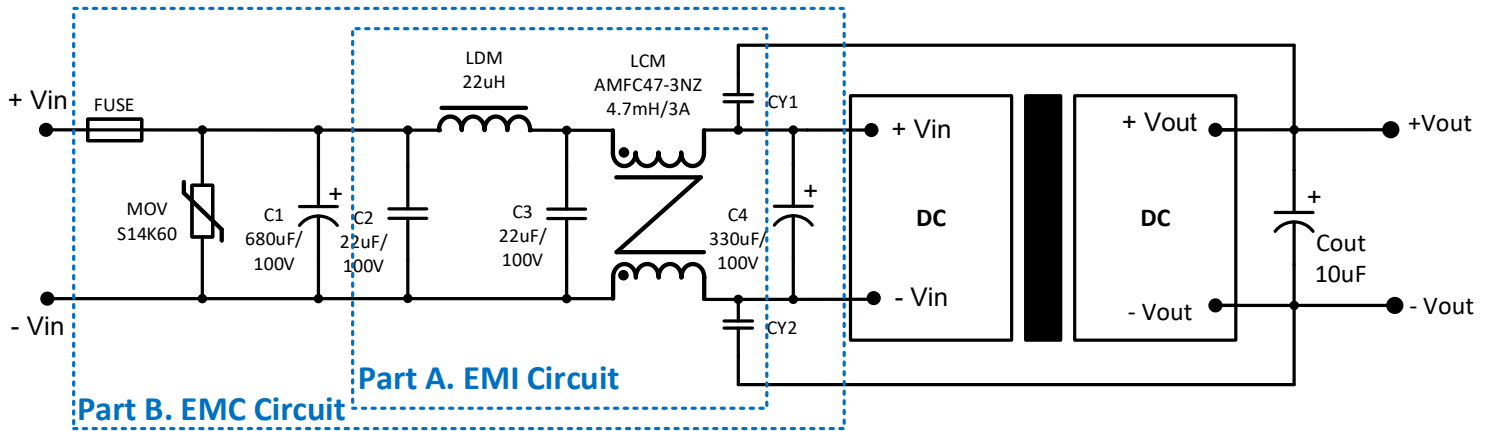 LDM
22uH
LCM
AMFC47-3NZ
4.7mH/3A
+ Vin
FUSE
CY1
+ Vin
+ Vout
+Vout
MOV
S14K60
+
C1
680uF/
100V
C2
22uF/
100V
C3
22uF/
100V
+
C4
330uF/
100V
DC
DC
+
Cout
10uF
- Vin
- Vin
- Vout
- Vout
CY2
Part A. EMI Circuit
Part B. EMC Circuit